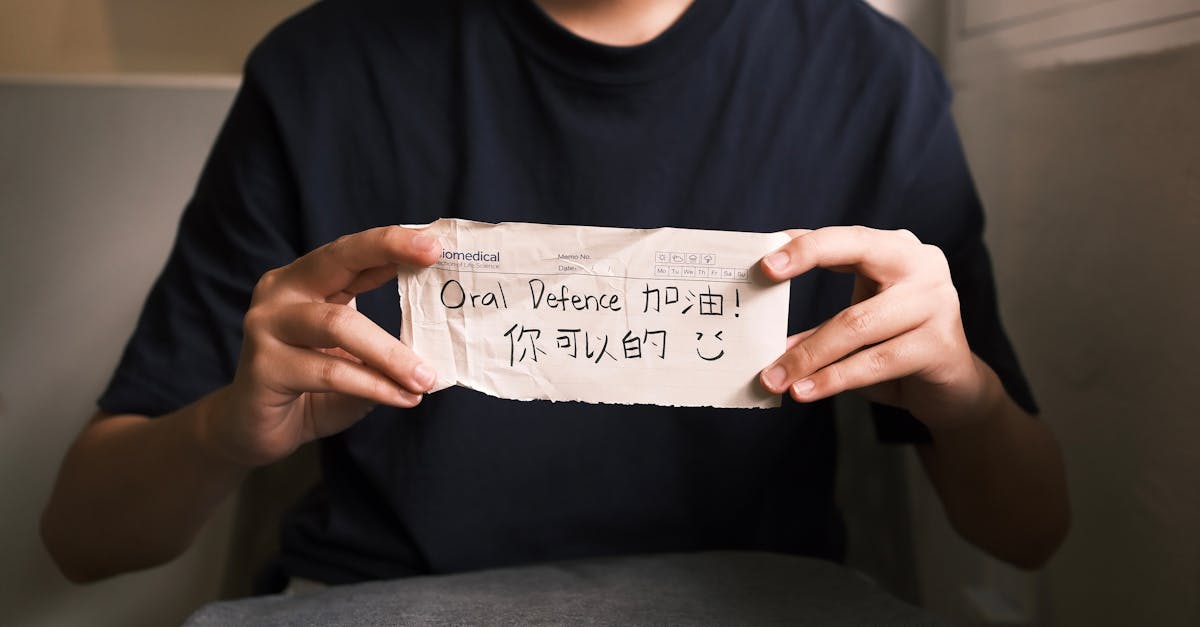 iomedical
Memo No.
Date:
Mo Tu We Th Fr Sa Su
Oral Defence 加油!
你可以的